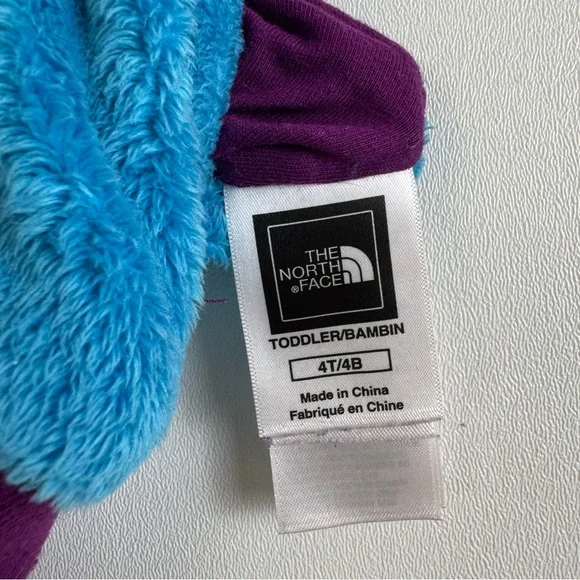 THE
NORTH
®FACE
TODDLER/BAMBIN
4T/4B
Made in China
Fabriqué en Chine